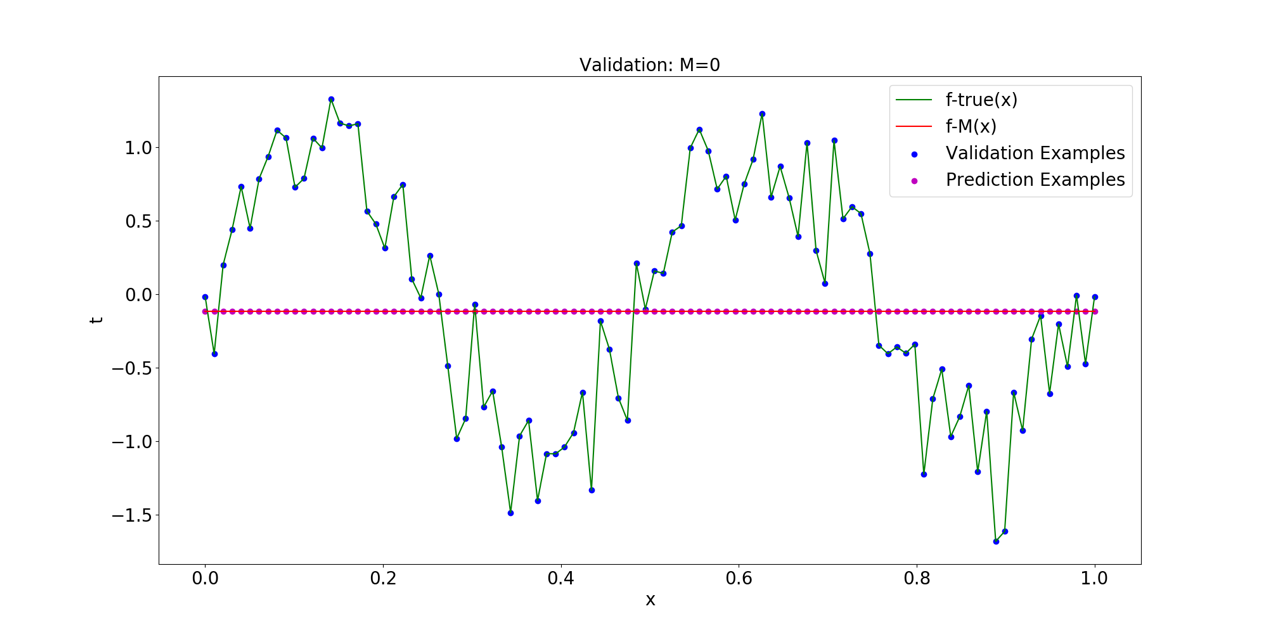 Validation: M=0
f-true(x)
f-M(x)
Validation Examples
Prediction Examples
1.0
0.5
0.0
−0.5
−1.0
−1.5
t
0.0 0.2 0.4 0.6 0.8 1.0
x